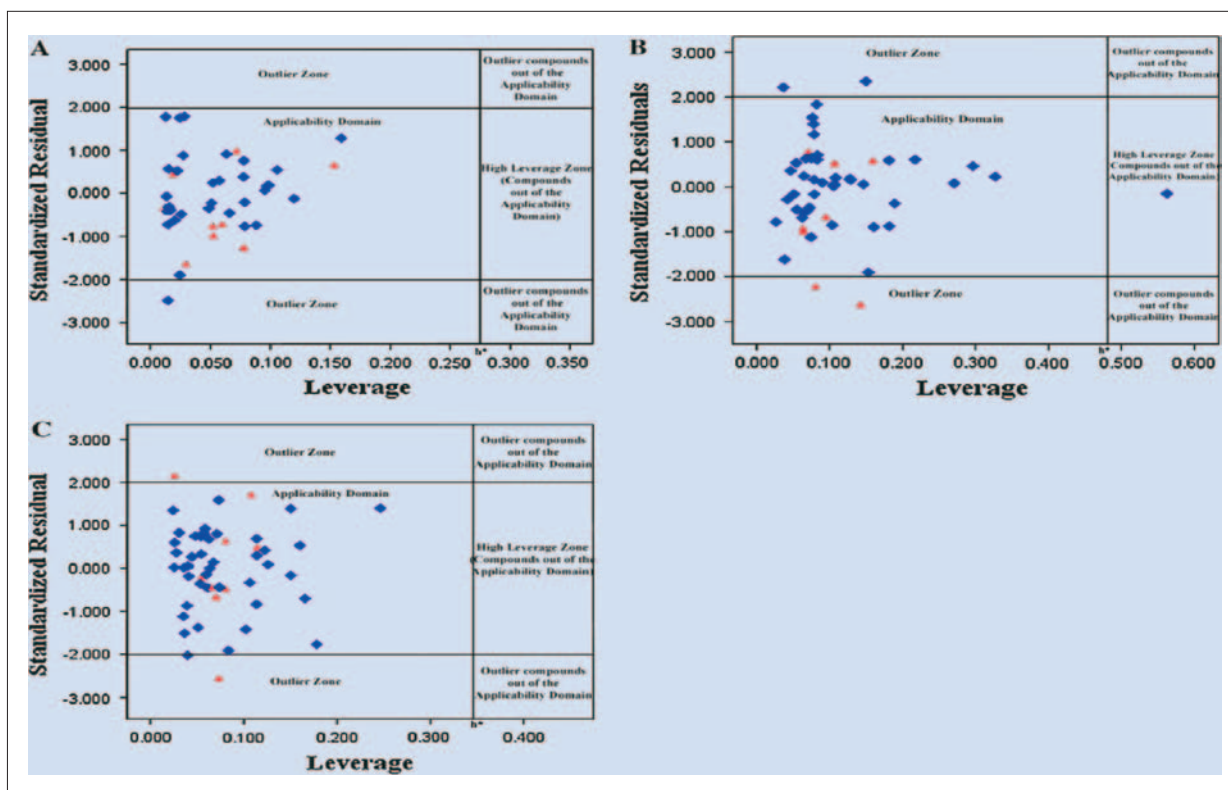 A
Standardized Residual
3.000
2.000
1.000
0.000
-1.000
-2.000
-3.000
Outlier Zone
Applicability Domain
Outlier Zone
Outlier compounds
out of the
Applicability
Domain
High Leverage Zone
(Compounds
out of the
Applicability
Domain)
Outlier compounds
out of the
Applicability
Domain
0.000 0.050 0.100 0.150 0.200 0.250 h* 0.300 0.350
Leverage
B
Standardized Residuals
3.000
2.000
1.000
0.000
-1.000
-2.000
-3.000
Outlier Zone
Applicability Domain
Outlier Zone
Outlier compounds
out of the
Applicability Domain
High Leverage Zone
Compounds out of the
Applicability
Domain)
Outlier compounds
out of the
Applicability Domain
0.000 0.100 0.200 0.300 0.400 h* 0.500 0.600
Leverage
C
Standardized Residual
3.000
2.000
1.000
0.000
-1.000
-2.000
-3.000
Outlier Zone
Applicability Domain
Outlier Zone
Outlier compounds
out of the
Applicability Domain
High Leverage Zone
(Compounds out of the
Applicability Domain)
Outlier compounds
out of the
Applicability Domain
0.000 0.100 0.200 0.300 h* 0.400
Leverage